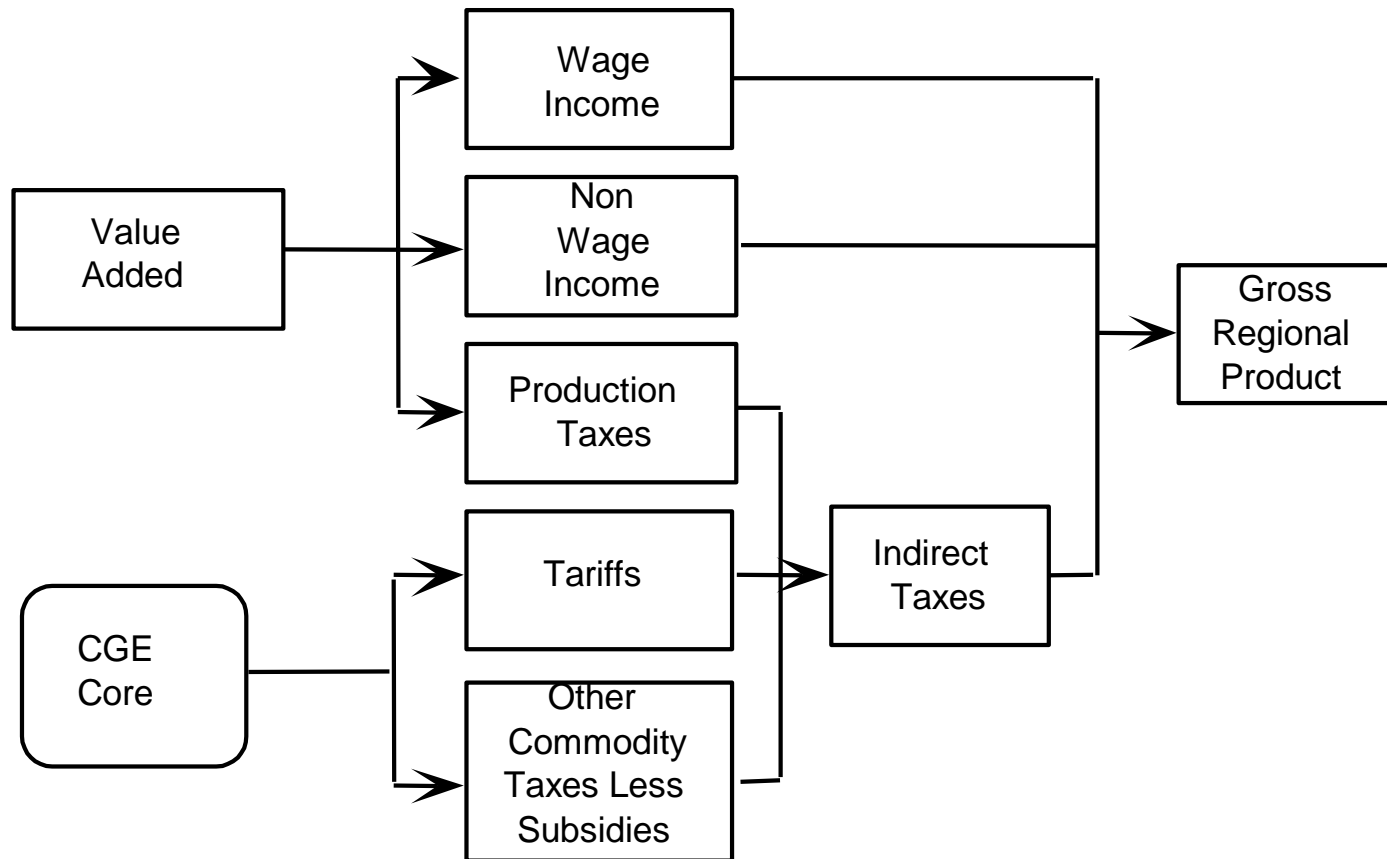 Wage
Income
Value
Added
Non
Wage
Income
Production
Taxes
Gross
Regional
Product
CGE
Core
Tariffs
Other
Commodity
Taxes Less
Subsidies
Indirect
Taxes